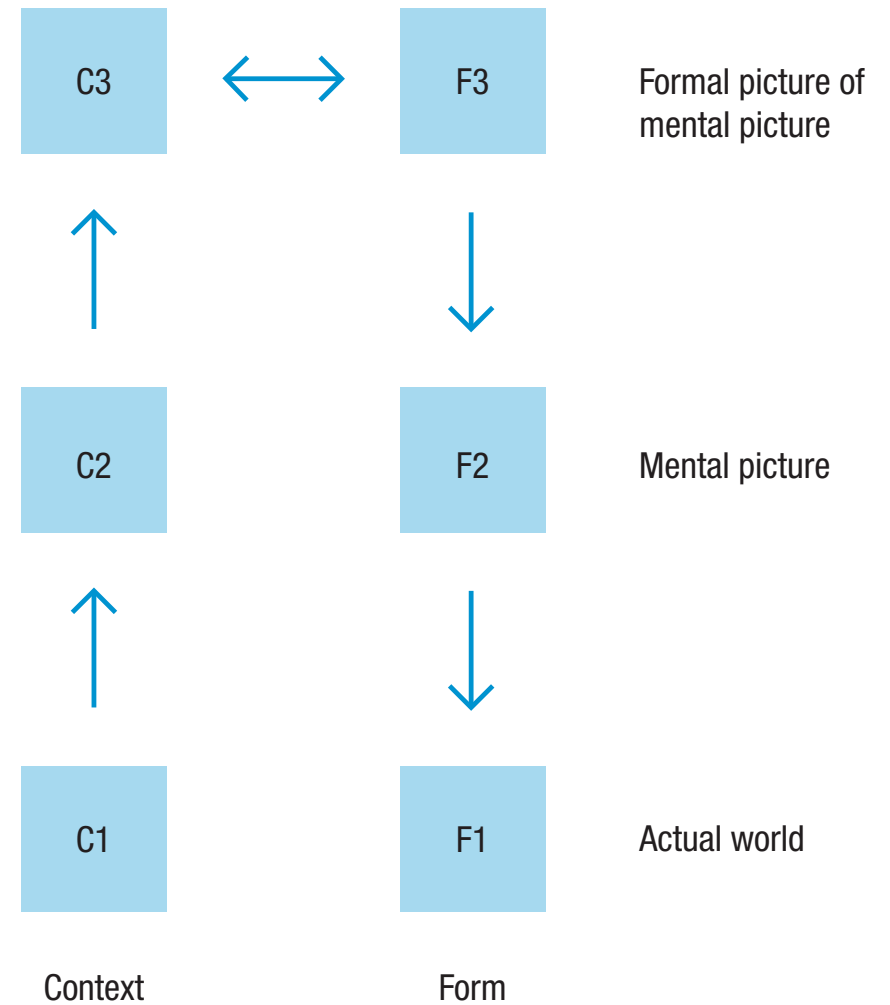 C3
F3
Formal picture of
mental picture
C2
F2
Mental picture
C1
F1
Actual world
Context
Form